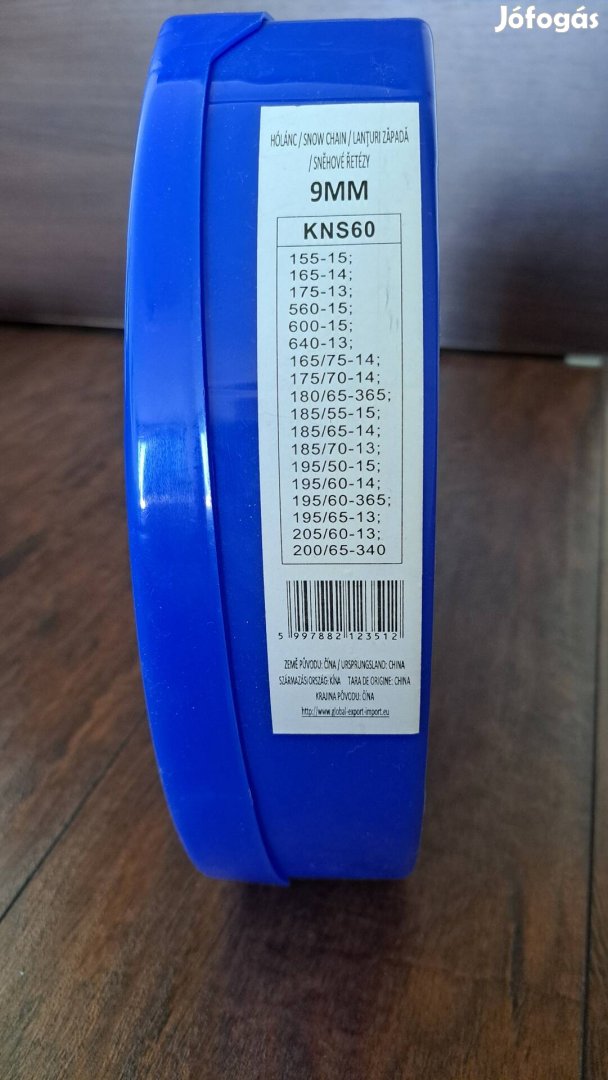 Jófogás
HÓLÁNC / SNOW CHAIN / LANŢURI ZĂPADĂ
/ SNĚHOVÉ ŘETĚZY
9MM
KNS60
155-15;
165-14;
175-13;
560-15;
600-15;
640-13;
165/75-14;
175/70-14;
180/65-365;
185/55-15;
185/65-14;
185/70-13;
195/50-15;
195/60-14;
195/60-365;
195/65-13;
205/60-13;
200/65-340
5 997882 123512
ZEMĚ PŮVODU: ČÍNA / URSPRUNGSLAND: CHINA
SZÁRMAZÁSI ORSZÁG: KÍNA TARA DE ORIGINE: CHINA
KRAJINA PÔVODU: ČÍNA
http://www.global-export-import.eu